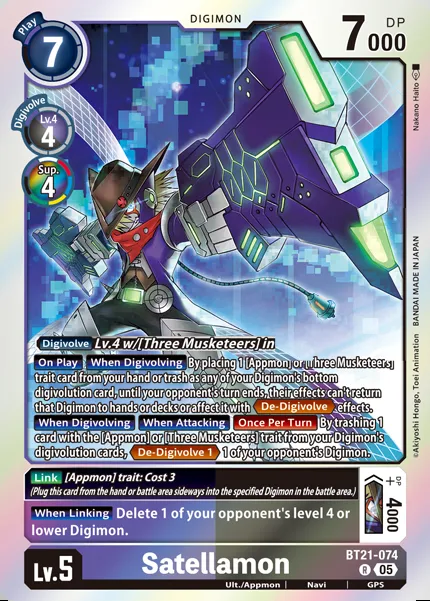 DIGIMON
Play
7
DP
7000
Digivolve
Lv.4
4
Sup.
4
Nakano Haito
©Akiyoshi Hongo, Toei Animation BANDAI MADE IN JAPAN
Digivolve Lv.4 w/[Three Musketeers] in
On Play When Digivolving By placing 1 [Appmon] or [Three Musketeers]
trait card from your hand or trash as any of your Digimon's bottom
digivolution card, until your opponent's turn ends, their effects can't return
that Digimon to hands or decks or affect it with De-Digivolve effects.
When Digivolving When Attacking Once Per Turn By trashing 1
card with the [Appmon] or [Three Musketeers] trait from your Digimon's
digivolution cards, De-Digivolve 1 1 of your opponent's Digimon.
Link [Appmon] trait: Cost 3
(Plug this card from the hand or battle area sideways into the specified Digimon in the battle area.)
When Linking Delete 1 of your opponent's level 4 or
lower Digimon.
DP
+4000
Lv.5
Satellamon
BT21-074
R 05
Ult./Appmon Navi GPS